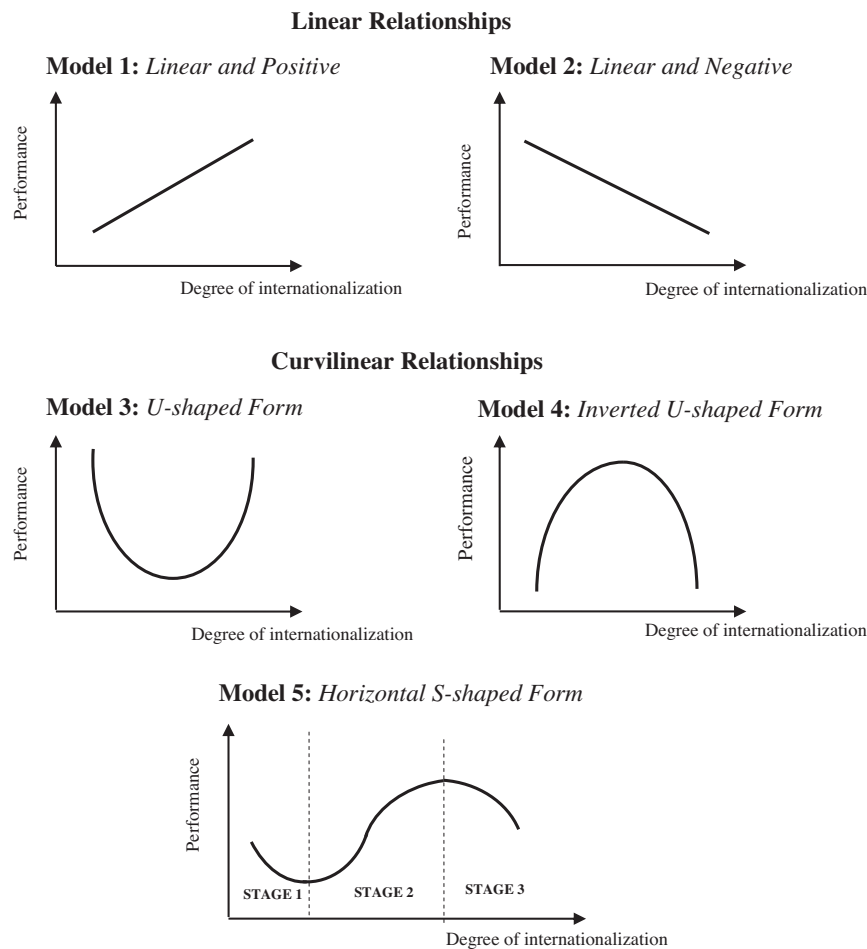 Linear Relationships
Model 1: Linear and Positive
Performance
Degree of internationalization
Model 2: Linear and Negative
Performance
Degree of internationalization
Curvilinear Relationships
Model 3: U-shaped Form
Performance
Degree of internationalization
Model 4: Inverted U-shaped Form
Performance
Degree of internationalization
Model 5: Horizontal S-shaped Form
Performance
STAGE 1
STAGE 2
STAGE 3
Degree of internationalization